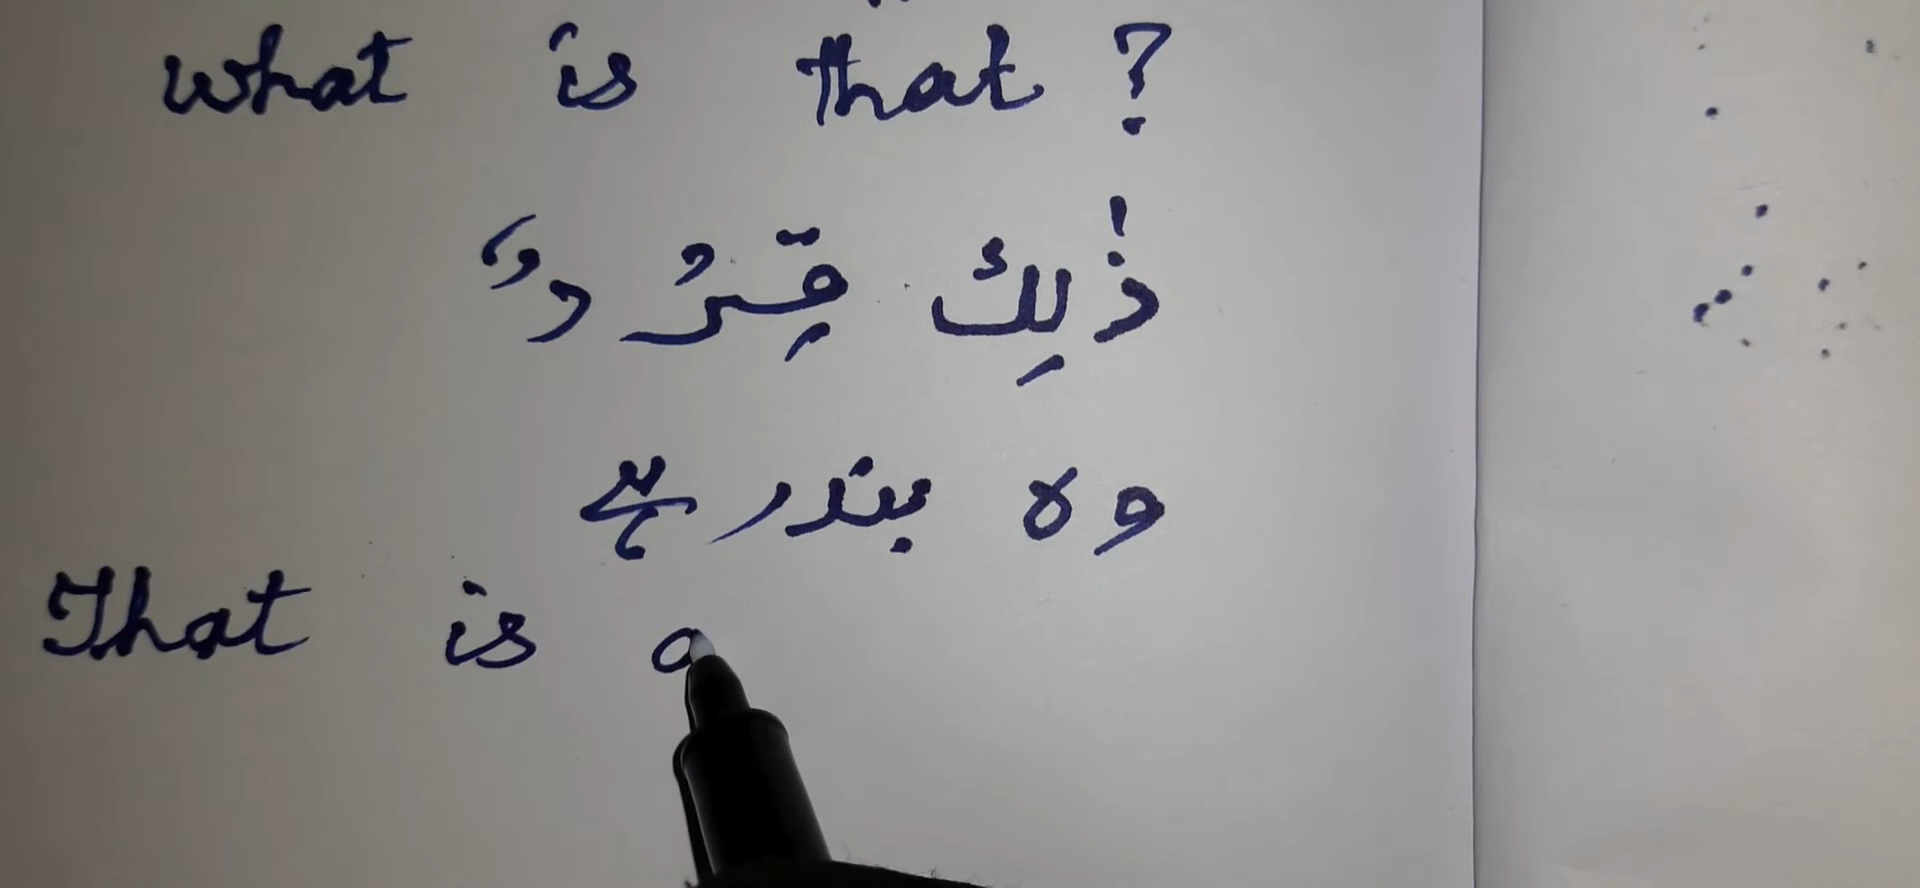 what is that ?
ذٰلِكَ قِرُدٌ
وہ بندر ہے
That is a